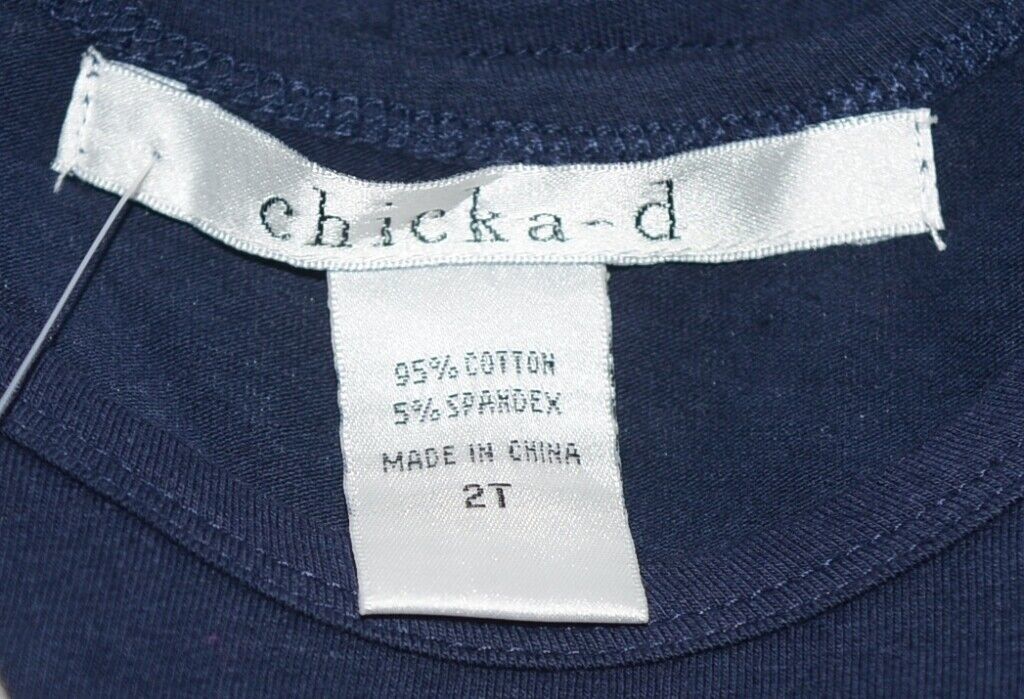 chicka-d
95% COTTON
5% SPANDEX
MADE IN CHINA
2T